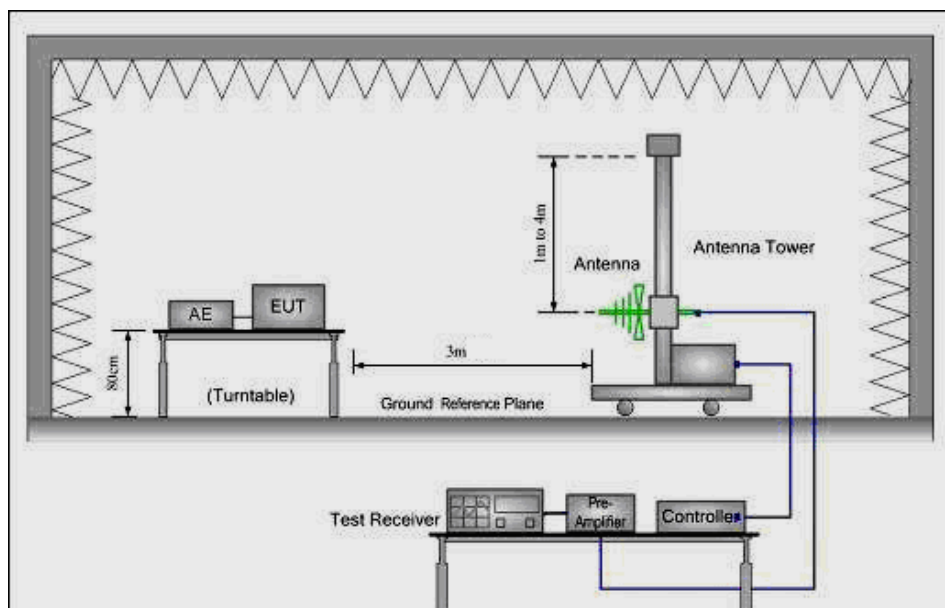 1m to 4m
Antenna
Antenna Tower
AE
EUT
3m
80cm
(Turntable)
Ground Reference Plane
Test Receiver
Pre-
Amplifier
Controller